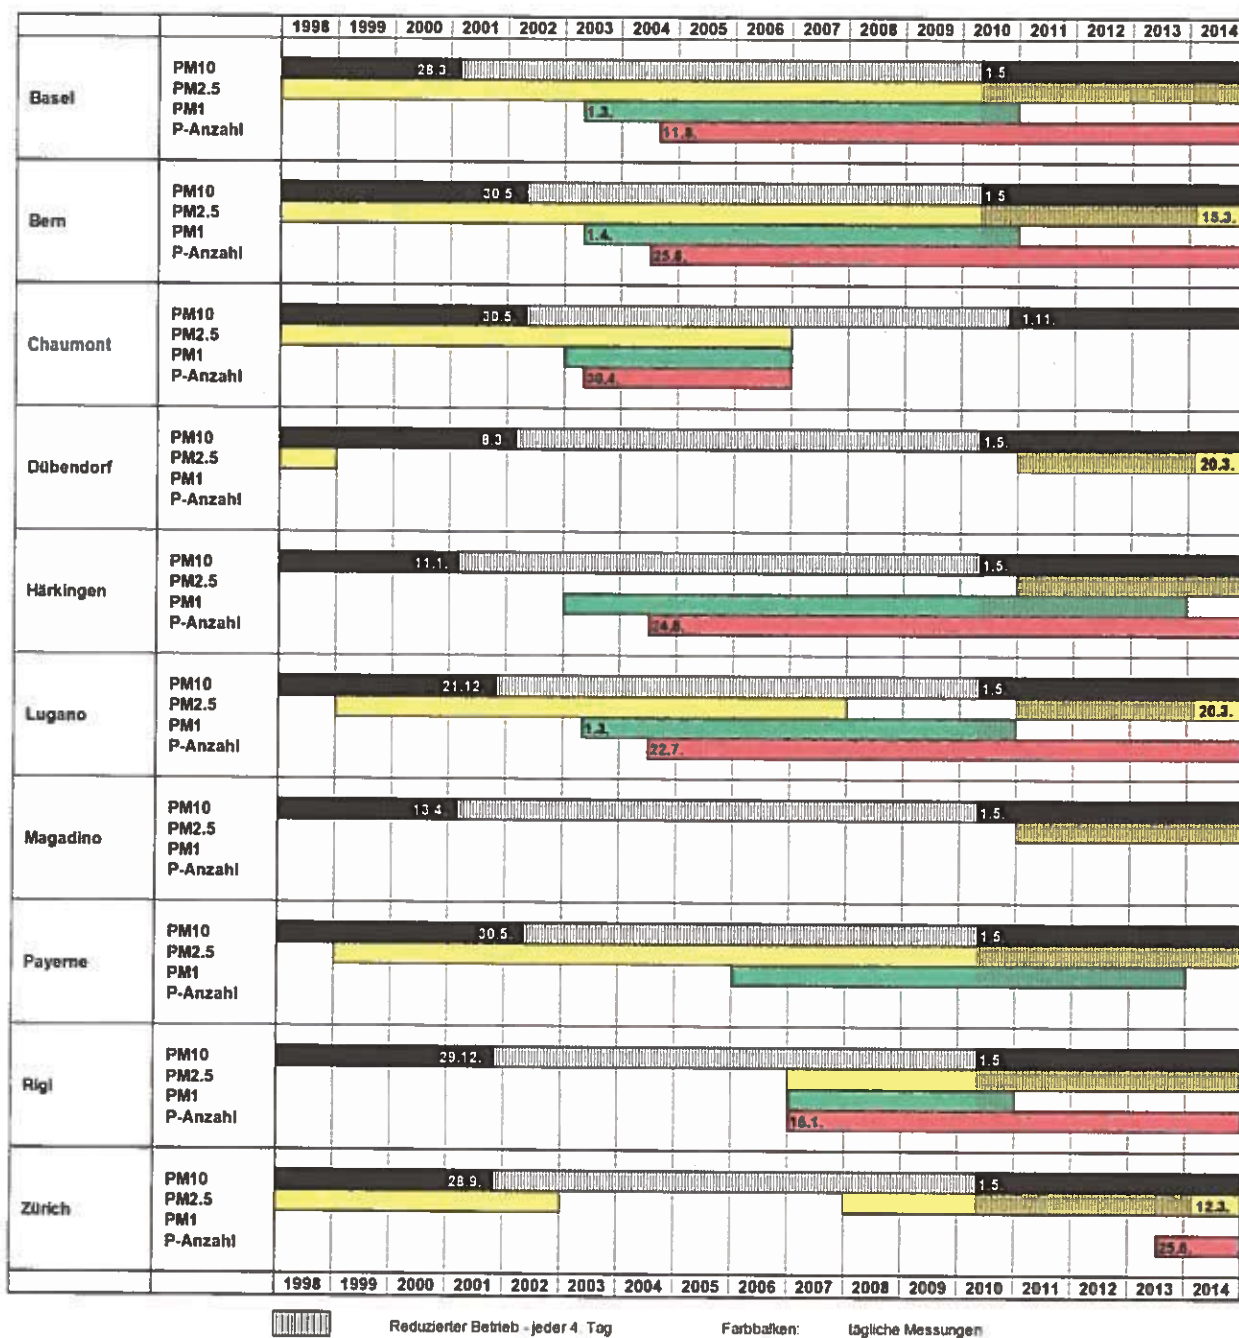 1998 1999 2000 2001 2002 2003 2004 2005 2006 2007 2008 2009 2010 2011 2012 2013 2014
Basel
PM10 28.3. 1.5
PM2.5
PM1 1.3.
P-Anzahl 11.8.
Bern
PM10 30.5. 1.5
PM2.5 15.3.
PM1 1.4.
P-Anzahl 25.6.
Chaumont
PM10 30.5. 1.11.
PM2.5
PM1
P-Anzahl 30.4.
Dübendorf
PM10 8.3. 1.5.
PM2.5 20.3.
PM1
P-Anzahl
Härkingen
PM10 11.1. 1.5.
PM2.5
PM1
P-Anzahl 24.6.
Lugano
PM10 21.12 1.5.
PM2.5 20.3.
PM1 1.3.
P-Anzahl 22.7.
Magadino
PM10 13.4. 1.5.
PM2.5
PM1
P-Anzahl
Payerne
PM10 30.5. 1.5
PM2.5
PM1
P-Anzahl
Rigi
PM10 29.12. 1.5
PM2.5
PM1
P-Anzahl 16.1.
Zürich
PM10 28.9. 1.5.
PM2.5 12.3.
PM1
P-Anzahl 25.6.
1998 1999 2000 2001 2002 2003 2004 2005 2006 2007 2008 2009 2010 2011 2012 2013 2014
Reduzierter Betrieb - jeder 4. Tag Farbbalken: tägliche Messungen